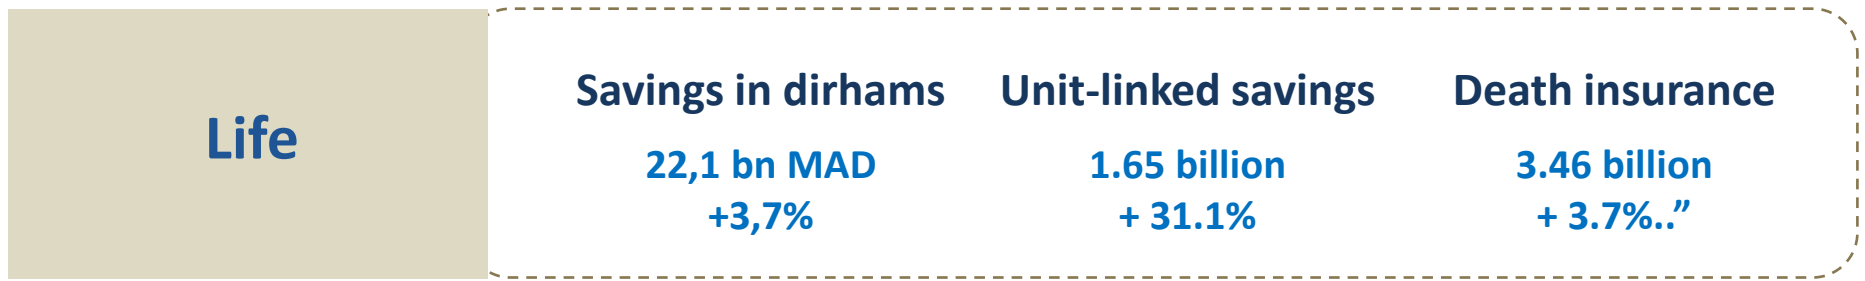 Life
Savings in dirhams
22,1 bn MAD
+3,7%
Unit-linked savings
1.65 billion
+ 31.1%
Death insurance
3.46 billion
+ 3.7%..”